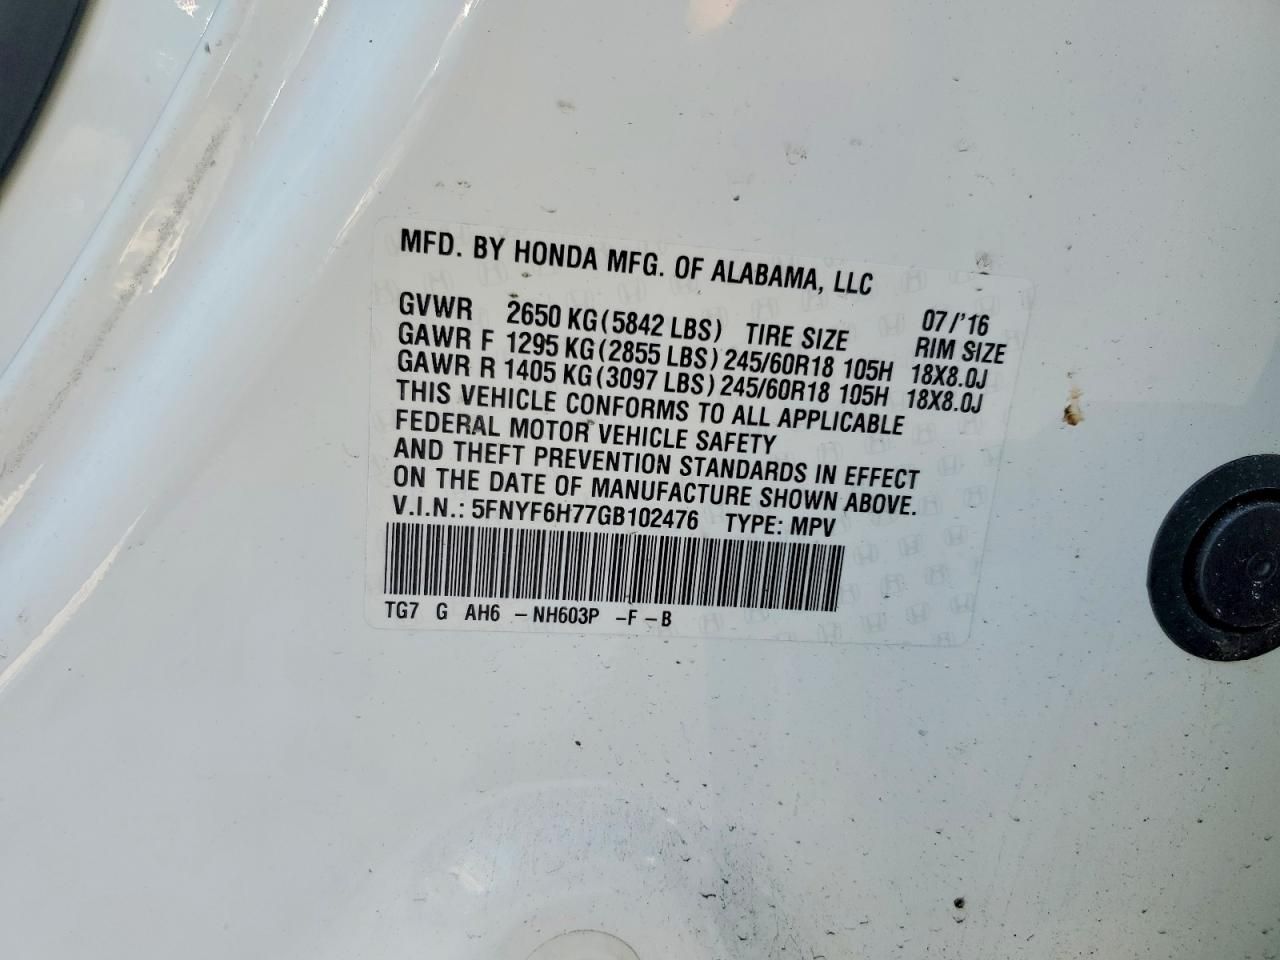 MFD. BY HONDA MFG. OF ALABAMA, LLC
07/'16
GVWR 2650 KG(5842 LBS) TIRE SIZE RIM SIZE
GAWR F 1295 KG(2855 LBS) 245/60R18 105H 18X8.0J
GAWR R 1405 KG(3097 LBS) 245/60R18 105H 18X8.0J
THIS VEHICLE CONFORMS TO ALL APPLICABLE
FEDERAL MOTOR VEHICLE SAFETY
AND THEFT PREVENTION STANDARDS IN EFFECT
ON THE DATE OF MANUFACTURE SHOWN ABOVE.
V.I.N.: 5FNYF6H77GB102476 TYPE: MPV
TG7 G AH6 -NH603P -F-B